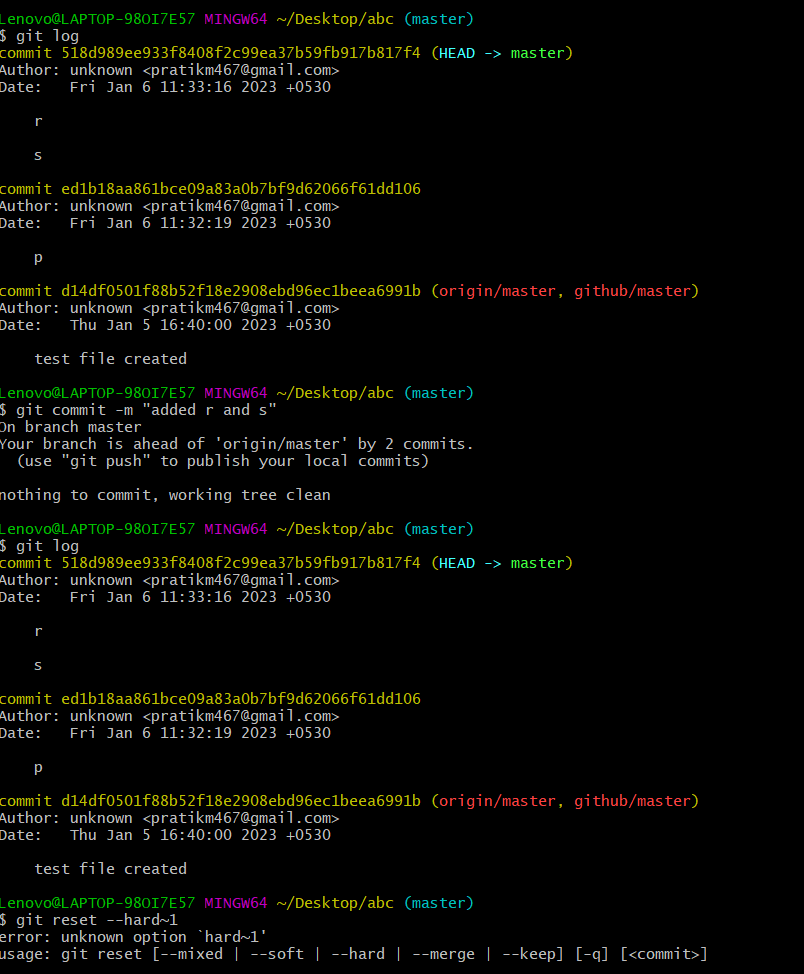 Lenovo@LAPTOP-98OI7E57 MINGW64 ~/Desktop/abc (master)
$ git log
commit 518d989ee933f8408f2c99ea37b59fb917b817f4 (HEAD -> master)
Author: unknown <pratikm467@gmail.com>
Date:   Fri Jan 6 11:33:16 2023 +0530
    r
    s
commit ed1b18aa861bce09a83a0b7bf9d62066f61dd106
Author: unknown <pratikm467@gmail.com>
Date:   Fri Jan 6 11:32:19 2023 +0530
    p
commit d14df0501f88b52f18e2908ebd96ec1beea6991b (origin/master, github/master)
Author: unknown <pratikm467@gmail.com>
Date:   Thu Jan 5 16:40:00 2023 +0530
    test file created
Lenovo@LAPTOP-98OI7E57 MINGW64 ~/Desktop/abc (master)
$ git commit -m "added r and s"
On branch master
Your branch is ahead of 'origin/master' by 2 commits.
  (use "git push" to publish your local commits)
nothing to commit, working tree clean
Lenovo@LAPTOP-98OI7E57 MINGW64 ~/Desktop/abc (master)
$ git log
commit 518d989ee933f8408f2c99ea37b59fb917b817f4 (HEAD -> master)
Author: unknown <pratikm467@gmail.com>
Date:   Fri Jan 6 11:33:16 2023 +0530
    r
    s
commit ed1b18aa861bce09a83a0b7bf9d62066f61dd106
Author: unknown <pratikm467@gmail.com>
Date:   Fri Jan 6 11:32:19 2023 +0530
    p
commit d14df0501f88b52f18e2908ebd96ec1beea6991b (origin/master, github/master)
Author: unknown <pratikm467@gmail.com>
Date:   Thu Jan 5 16:40:00 2023 +0530
    test file created
Lenovo@LAPTOP-98OI7E57 MINGW64 ~/Desktop/abc (master)
$ git reset --hard~1
error: unknown option `hard~1'
usage: git reset [--mixed | --soft | --hard | --merge | --keep] [-q] [<commit>]